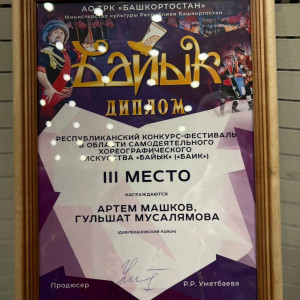 АО ТРК «БАШКОРТОСТАН»
Министерство культуры Республики Башкортостан
Байык
ДИПЛОМ
РЕСПУБЛИКАНСКИЙ КОНКУРС-ФЕСТИВАЛЬ
В ОБЛАСТИ САМОДЕЯТЕЛЬНОГО
ХОРЕОГРАФИЧЕСКОГО
ИСКУССТВА «БАЙЫК» («БАИК»)
III МЕСТО
НАГРАЖДАЮТСЯ
АРТЕМ МАШКОВ,
ГУЛЬШАТ МУСАЛЯМОВА
(ДАВЛЕКАНОВСКИЙ РАЙОН)
Продюсер Р.Р. Уметбаева